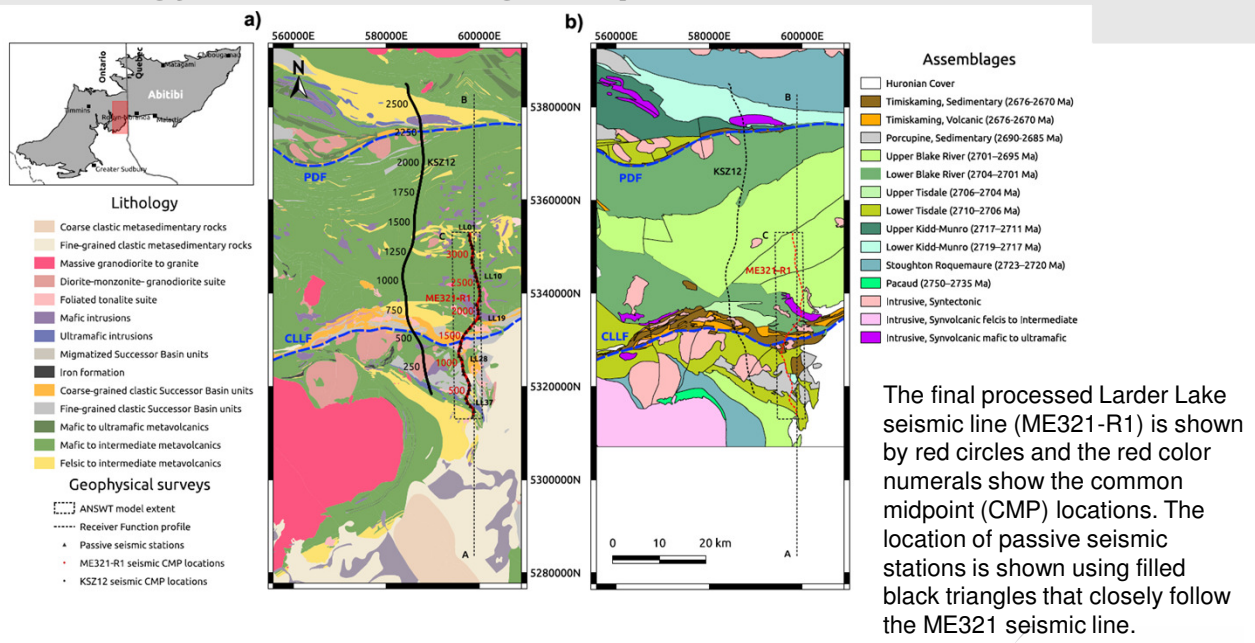 a)
b)
560000E 580000E 600000E
560000E 580000E 600000E
Ontario
Quebec
Chibougamau
Matagami
Abitibi
Timmins
Malartic
Greater Sudbury
N
Lithology
Coarse clastic metasedimentary rocks
Fine-grained clastic metasedimentary rocks
Massive granodiorite to granite
Diorite-monzonite- granodiorite suite
Foliated tonalite suite
Mafic intrusions
Ultramafic intrusions
Migmatized Successor Basin units
Iron formation
Coarse-grained clastic Successor Basin units
Fine-grained clastic Successor Basin units
Mafic to ultramafic metavolcanics
Mafic to intermediate metavolcanics
Felsic to intermediate metavolcanics
Geophysical surveys
ANSWT model extent
Receiver Function profile
Passive seismic stations
ME321-R1 seismic CMP locations
KSZ12 seismic CMP locations
B
2500
2250
2000
KSZ12
PDF
1750
1500
LL01
C
1250
3000
1000
2500
LL10
ME321-R1
750
2000
LL19
CLLF
500
1500
LL28
250
1000
500
LL37
A
5380000N
5360000N
5340000N
5320000N
5300000N
5280000N
B
PDF
KSZ12
C
ME321-R1
CLLF
0 10 20 km
A
Assemblages
Huronian Cover
Timiskaming, Sedimentary (2676-2670 Ma)
Timiskaming, Volcanic (2676-2670 Ma)
Porcupine, Sedimentary (2690-2685 Ma)
Upper Blake River (2701–2695 Ma)
Lower Blake River (2704–2701 Ma)
Upper Tisdale (2706–2704 Ma)
Lower Tisdale (2710–2706 Ma)
Upper Kidd-Munro (2717–2711 Ma)
Lower Kidd-Munro (2719–2717 Ma)
Stoughton Roquemaure (2723–2720 Ma)
Pacaud (2750–2735 Ma)
Intrusive, Syntectonic
Intrusive, Synvolcanic felcis to Intermediate
Intrusive, Synvolcanic mafic to ultramafic
The final processed Larder Lake
seismic line (ME321-R1) is shown
by red circles and the red color
numerals show the common
midpoint (CMP) locations. The
location of passive seismic
stations is shown using filled
black triangles that closely follow
the ME321 seismic line.